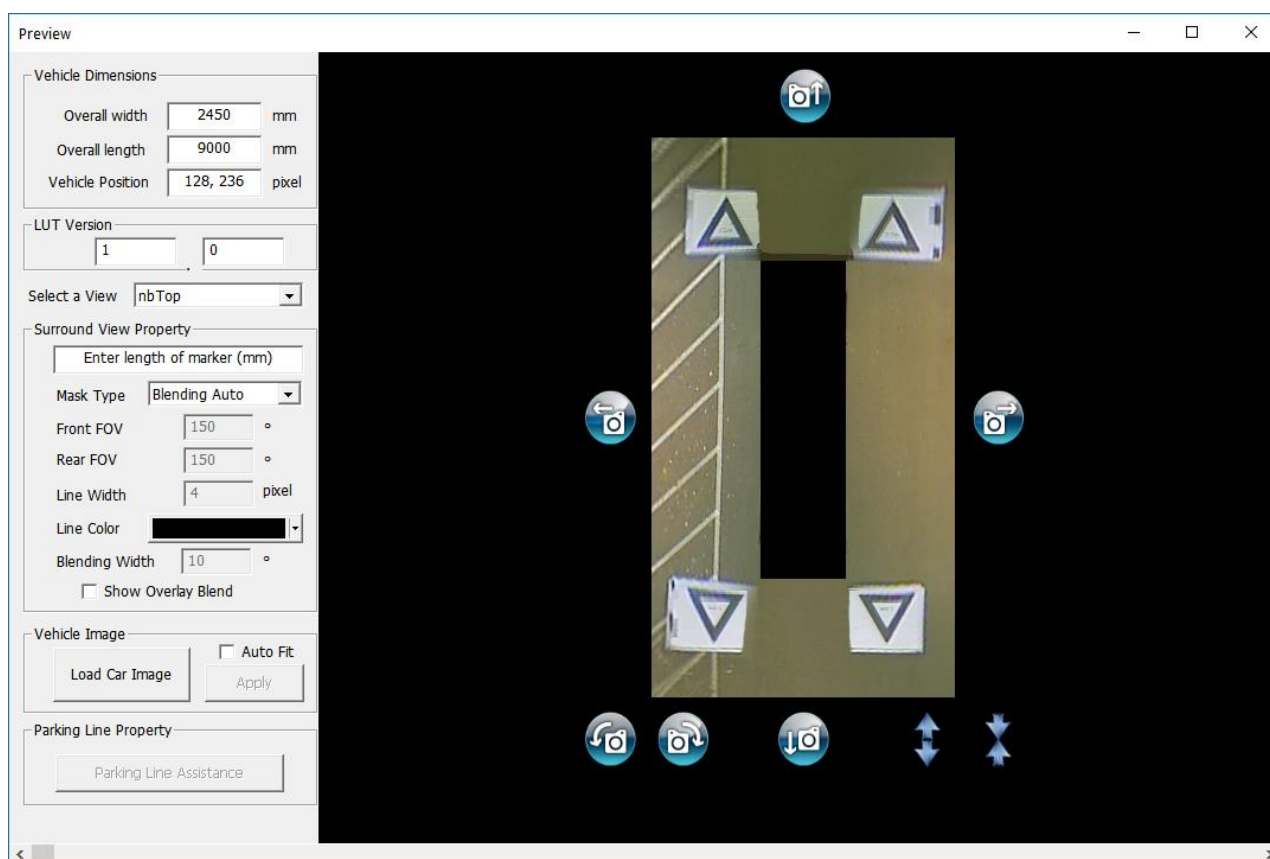 Preview
Vehicle Dimensions
Overall width 2450 mm
Overall length 9000 mm
Vehicle Position 128, 236 pixel
LUT Version
1 . 0
Select a View nbTop
Surround View Property
Enter length of marker (mm)
Mask Type Blending Auto
Front FOV 150 °
Rear FOV 150 °
Line Width 4 pixel
Line Color
Blending Width 10 °
Show Overlay Blend
Vehicle Image
Auto Fit
Load Car Image
Apply
Parking Line Property
Parking Line Assistance